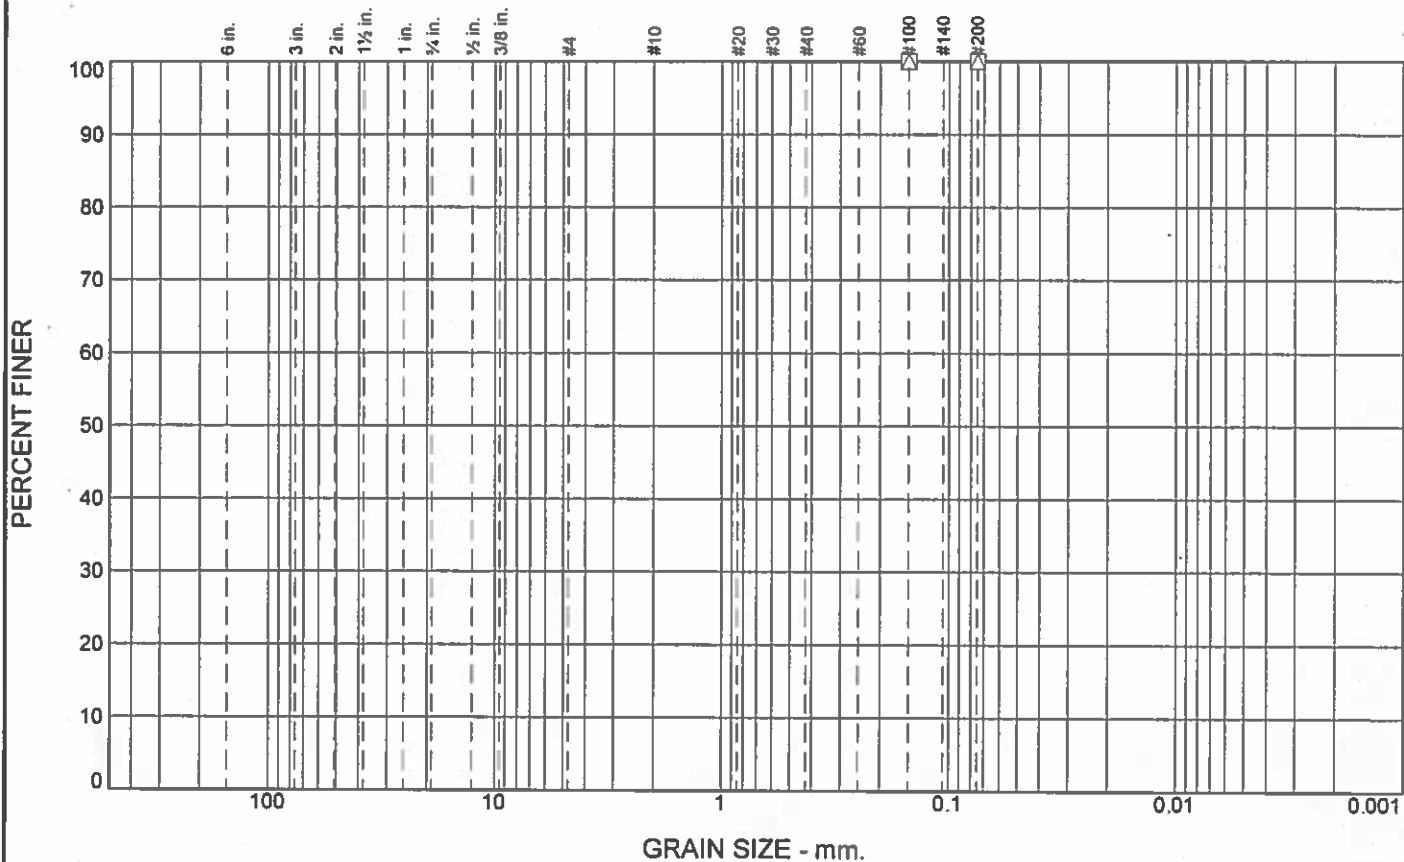 6 in. 3 in. 2 in. 1½ in. 1 in. ¾ in. ½ in. 3/8 in. #4 #10 #20 #30 #40 #60 #100 #140 #200
100
90
80
70
60
50
40
30
20
10
0
PERCENT FINER
100 10 1 0.1 0.01 0.001
GRAIN SIZE - mm.